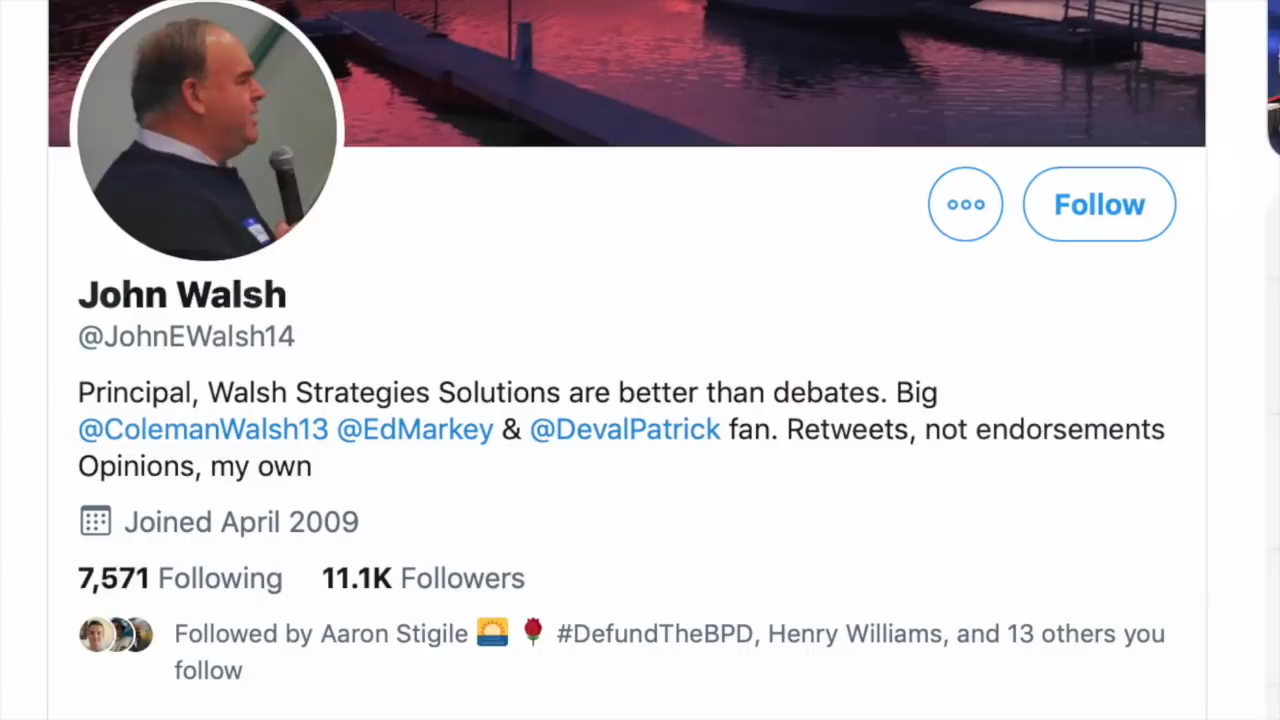 Follow
John Walsh
@JohnEWalsh14
Principal, Walsh Strategies Solutions are better than debates. Big
@ColemanWalsh13 @EdMarkey & @DevalPatrick fan. Retweets, not endorsements
Opinions, my own
Joined April 2009
7,571 Following 11.1K Followers
Followed by Aaron Stigile 🌅 🌹 #DefundTheBPD, Henry Williams, and 13 others you
follow